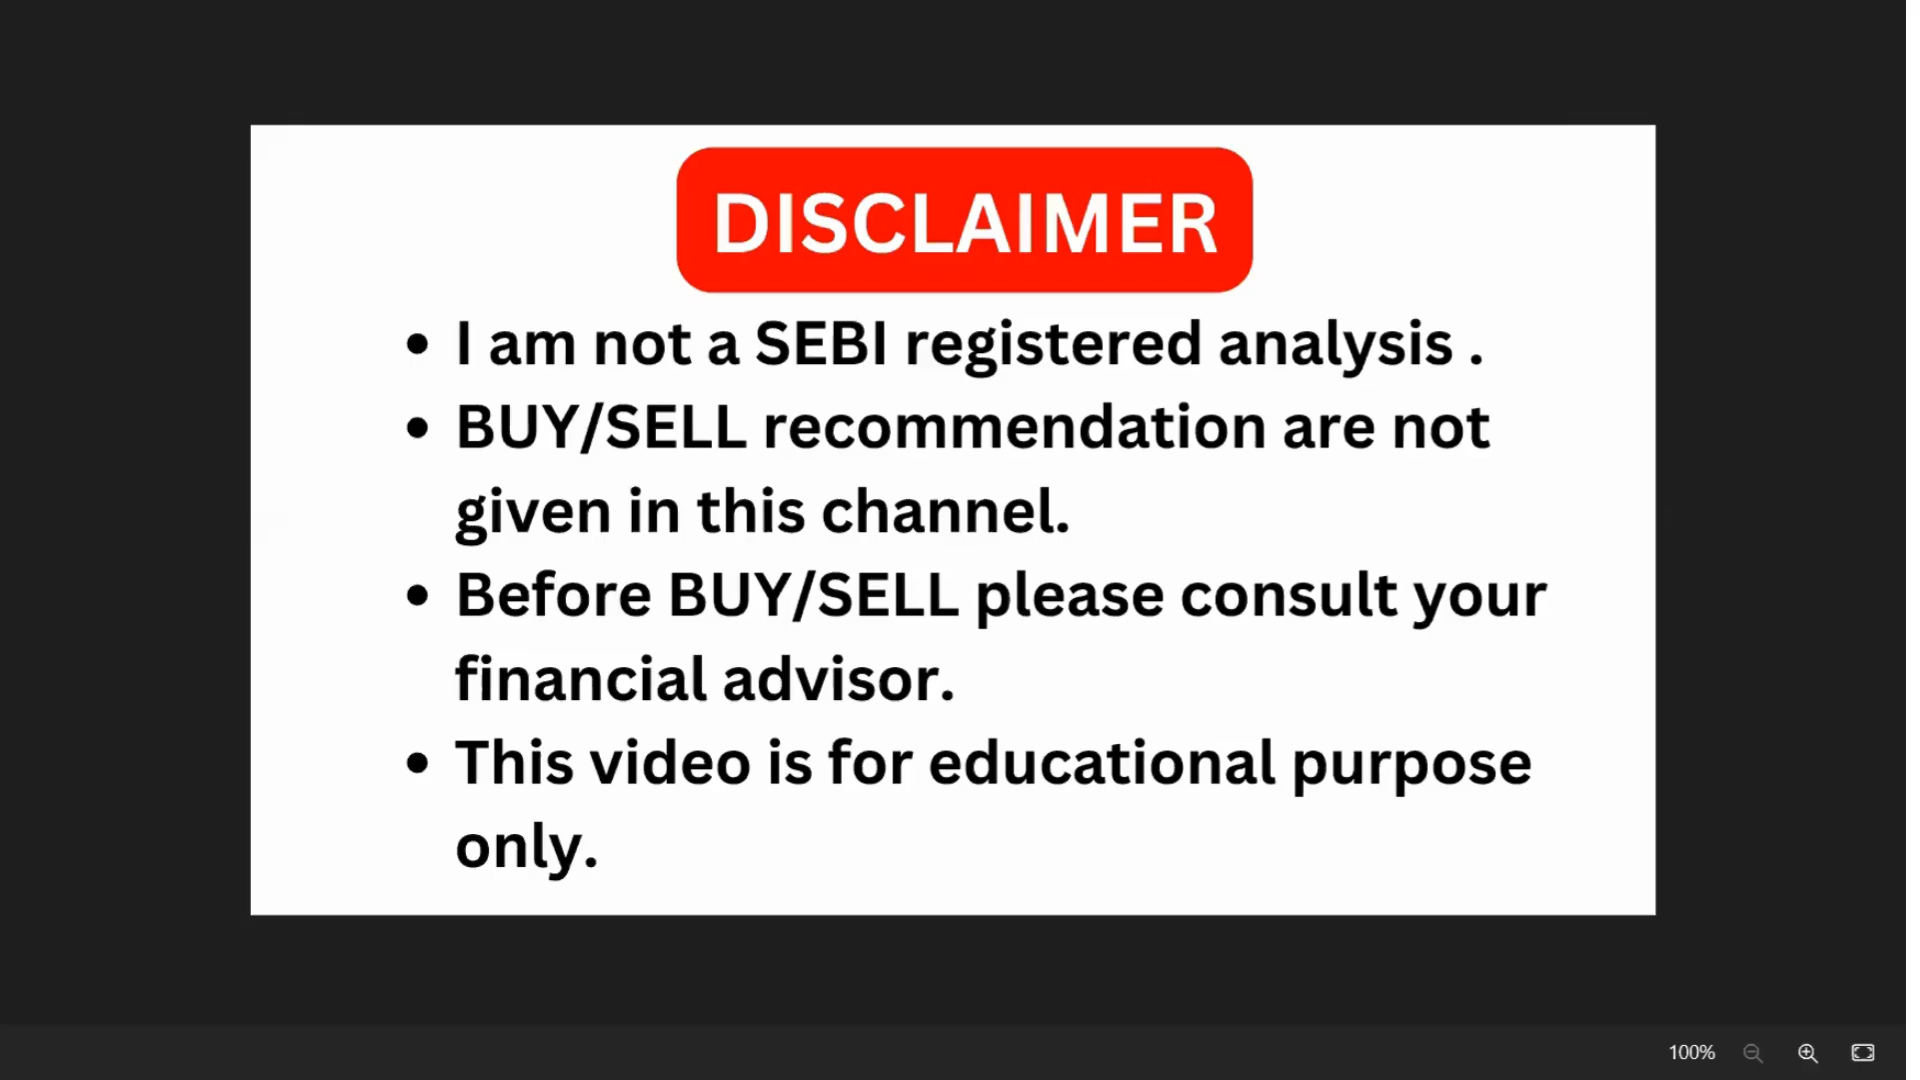 DISCLAIMER
• I am not a SEBI registered analysis .
• BUY/SELL recommendation are not
given in this channel.
• Before BUY/SELL please consult your
financial advisor.
• This video is for educational purpose
only.
100%